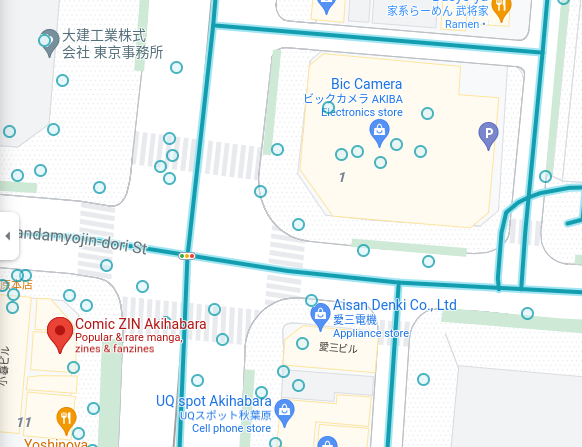 家系らーめん 武将家
Ramen •
大建工業株式
会社 東京事務所
Bic Camera
ビックカメラ AKIBA
Electronics store
P
1
andamyojin-dori St
原本店
Aisan Denki Co., Ltd
愛三電機
Appliance store
愛三ビル
Comic ZIN Akihabara
Popular & rare manga,
zines & fanzines
UQ spot Akihabara
UQスポット秋葉原
Cell phone store
11
Yoshinoya